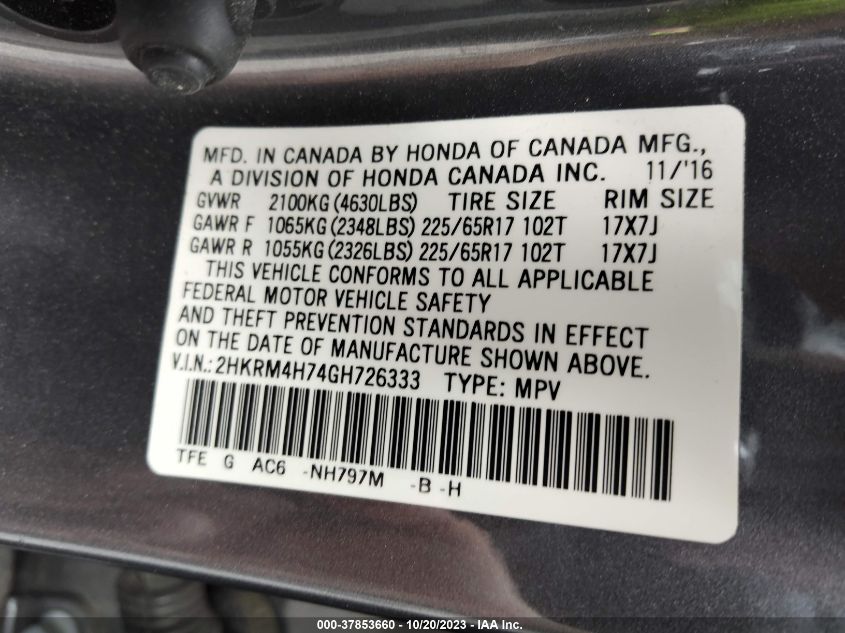 MFD. IN CANADA BY HONDA OF CANADA MFG.,
A DIVISION OF HONDA CANADA INC. 11/'16
GVWR 2100KG (4630LBS) TIRE SIZE RIM SIZE
GAWR F 1065KG (2348LBS) 225/65R17 102T 17X7J
GAWR R 1055KG (2326LBS) 225/65R17 102T 17X7J
THIS VEHICLE CONFORMS TO ALL APPLICABLE
FEDERAL MOTOR VEHICLE SAFETY
AND THEFT PREVENTION STANDARDS IN EFFECT
ON THE DATE OF MANUFACTURE SHOWN ABOVE.
V.I.N.: 2HKRM4H74GH726333 TYPE: MPV
TFE G AC6 -NH797M -B -H
000-37853660 - 10/20/2023 - IAA Inc.